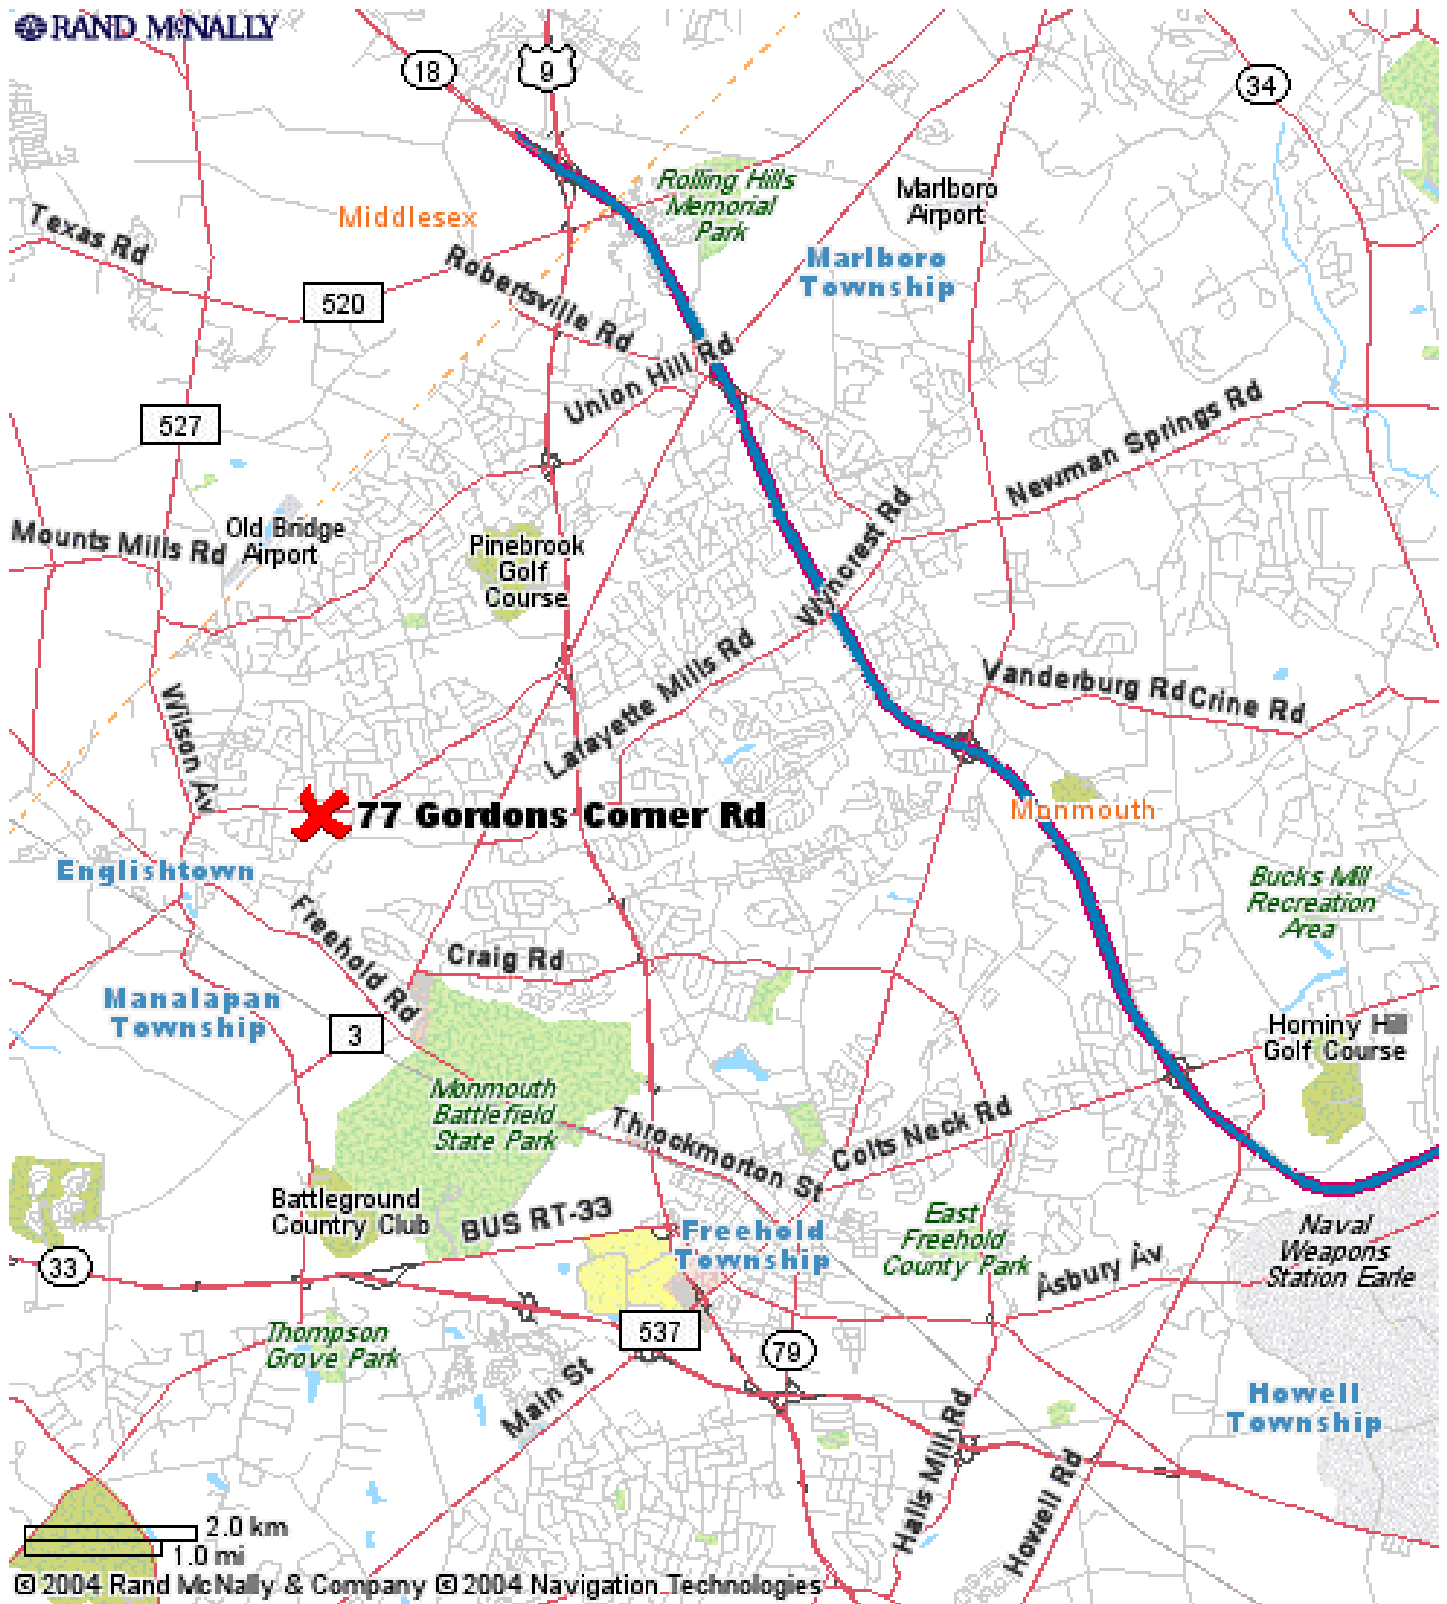 RAND McNALLY
18
9
34
Rolling Hills
Memorial
Park
Marlboro
Airport
Texas Rd
Middlesex
Robertsville Rd
Marlboro
Township
520
Union Hill Rd
527
Newman Springs Rd
Mounts Mills Rd
Old Bridge
Airport
Pinebrook
Golf
Course
Wyncrest Rd
Lafayette Mills Rd
Vanderburg Rd
Crine Rd
Wilson Av
77 Gordons Corner Rd
Monmouth
Englishtown
Bucks Mill
Recreation
Area
Freehold Rd
Craig Rd
Manalapan
Township
3
Hominy Hill
Golf Course
Monmouth
Battlefield
State Park
Throckmorton St
Colts Neck Rd
Battleground
Country Club
BUS RT-33
Freehold
Township
East
Freehold
County Park
Asbury Av
Naval
Weapons
Station Earle
33
537
79
Thompson
Grove Park
Main St
Halls Mill Rd
Howell Rd
Howell
Township
2.0 km
1.0 mi
© 2004 Rand McNally & Company © 2004 Navigation Technologies